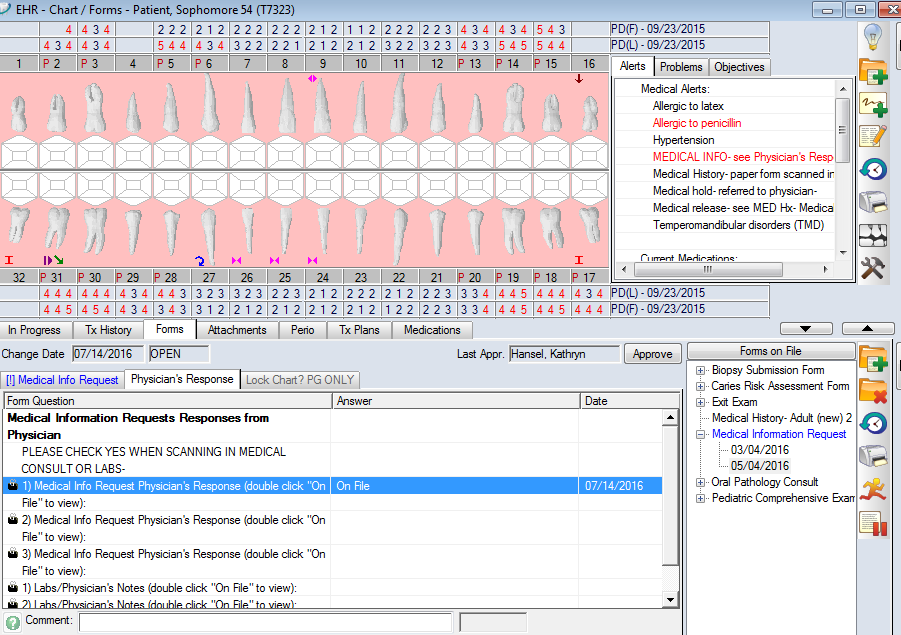 EHR - Chart / Forms - Patient, Sophomore 54 (T7323)
4 4 3 4 2 2 2 2 1 2 2 2 2 2 2 2 2 1 2 1 1 2 2 2 2 2 2 3 4 3 4 4 3 4 5 4 3 PD(F) - 09/23/2015
4 3 4 4 3 4 5 4 4 4 3 3 2 2 2 2 2 1 2 1 2 3 1 2 3 2 2 3 2 3 4 3 3 5 4 5 5 4 4 PD(L) - 09/23/2015
1 P 2 P 3 4 P 5 P 6 7 8 9 10 11 12 P 13 P 14 P 15 16
Alerts Problems Objectives
Medical Alerts:
Allergic to latex
Allergic to penicillin
Hypertension
MEDICAL INFO- see Physician's Resp
Medical History- paper form scanned in
Medical hold- referred to physician-
Medical release- see MED Hx- Medica
Temperomandibular disorders (TMD)
Current Medications:
32 P 31 P 30 P 29 P 28 27 26 25 24 23 22 21 P 20 P 19 P 18 P 17
4 4 4 4 4 4 4 3 4 4 4 3 3 2 3 3 2 3 2 2 2 2 1 2 2 2 2 2 1 2 2 2 3 3 3 4 4 4 5 4 4 4 4 3 4 PD(L) - 09/23/2015
4 4 5 4 5 4 4 3 4 4 3 4 3 1 2 3 1 2 2 1 2 2 1 2 3 2 3 3 2 3 3 2 3 3 2 4 4 4 5 4 4 5 4 4 4 PD(F) - 09/23/2015
In Progress Tx History Forms Attachments Perio Tx Plans Medications
Change Date 07/14/2016 OPEN Last Appr. Hansel, Kathryn Approve
Forms on File
[!] Medical Info Request Physician's Response Lock Chart? PG ONLY
Form Question Answer Date
Medical Information Requests Responses from
Physician
PLEASE CHECK YES WHEN SCANNING IN MEDICAL
CONSULT OR LABS-
1) Medical Info Request Physician's Response (double click "On On File 07/14/2016
File" to view):
2) Medical Info Request Physician's Response (double click "On
File" to view):
3) Medical Info Request Physician's Response (double click "On
File" to view):
1) Labs/Physician's Notes (double click "On File" to view):
2) Labs/Physician's Notes (double click "On File" to view):
Biopsy Submission Form
Caries Risk Assessment Form
Exit Exam
Medical History- Adult (new) 2
Medical Information Request
03/04/2016
05/04/2016
Oral Pathology Consult
Pediatric Comprehensive Exam
Comment: